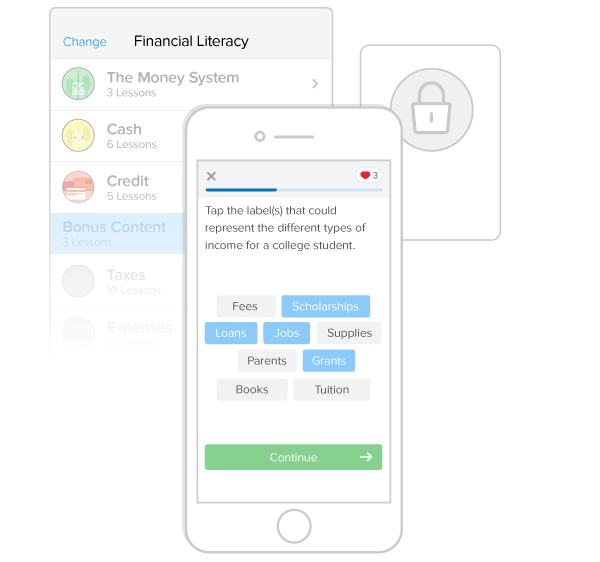 Change Financial Literacy
The Money System
3 Lessons
Cash
6 Lessons
Credit
5 Lessons
Bonus Content
3 Lessons
Taxes
10 Lessons
Expenses
Lessons
3
Tap the label(s) that could
represent the different types of
income for a college student.
Fees Scholarships
Loans Jobs Supplies
Parents Grants
Books Tuition
Continue